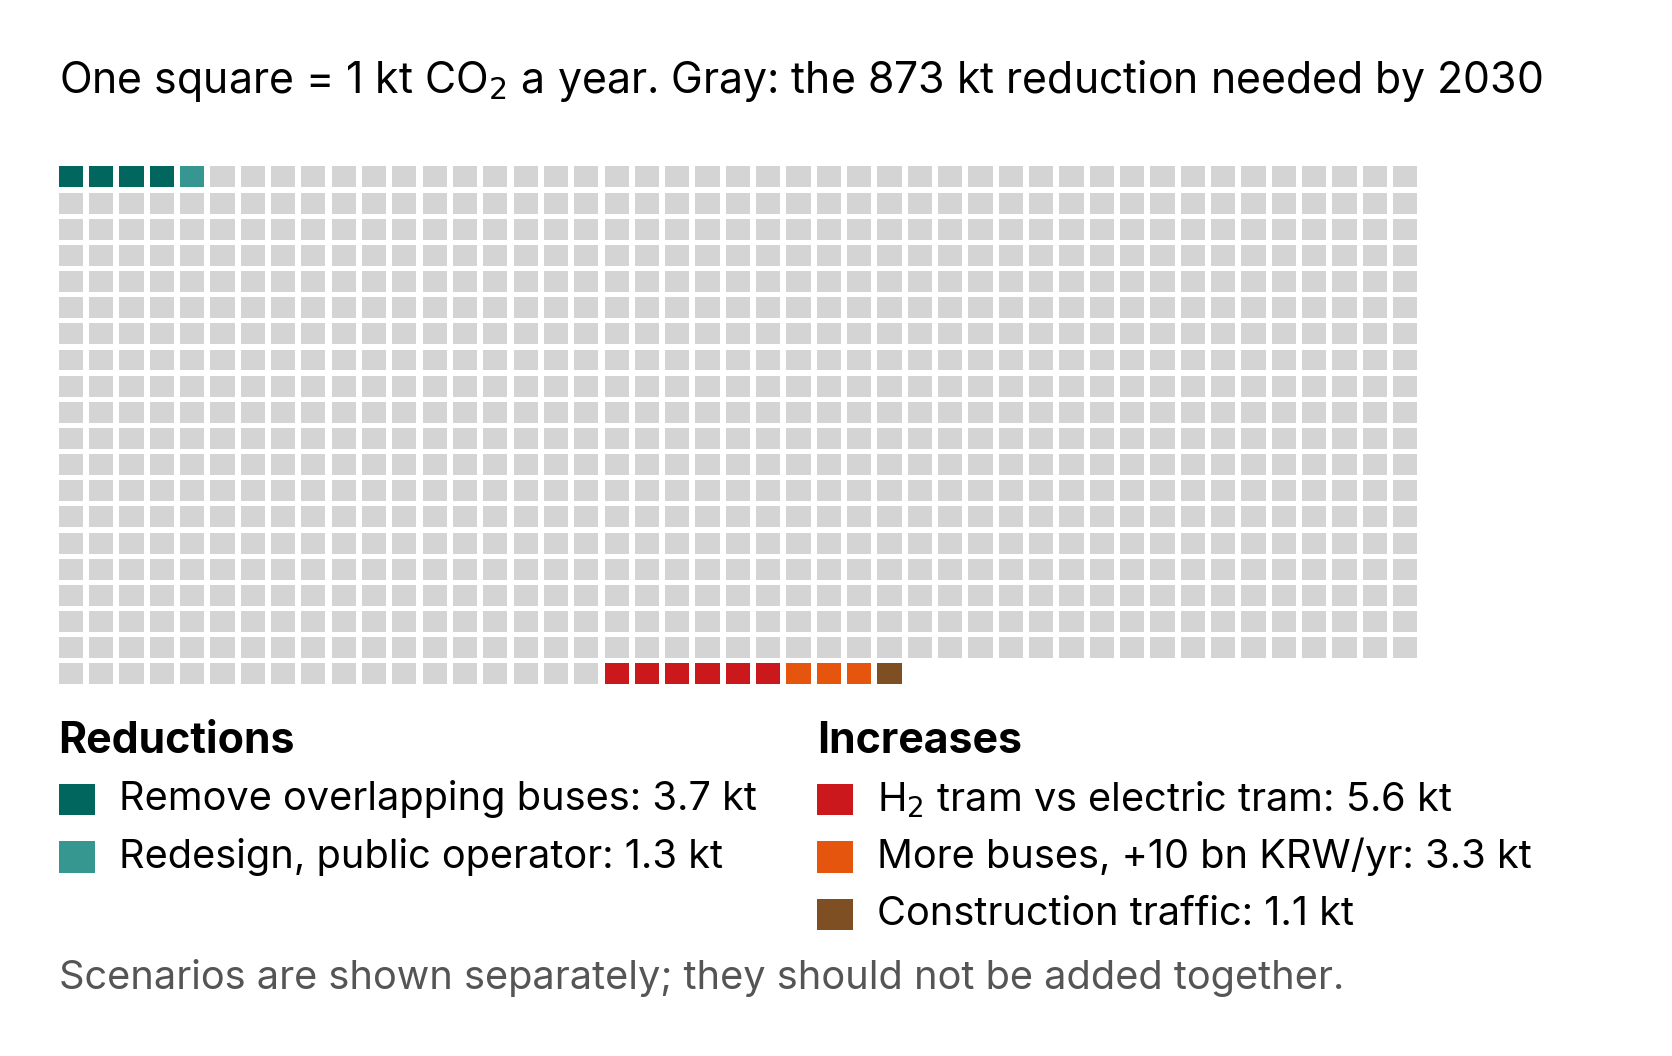 One square = 1 kt CO₂ a year. Gray: the 873 kt reduction needed by 2030
Reductions
Remove overlapping buses: 3.7 kt
Redesign, public operator: 1.3 kt
Increases
H₂ tram vs electric tram: 5.6 kt
More buses, +10 bn KRW/yr: 3.3 kt
Construction traffic: 1.1 kt
Scenarios are shown separately; they should not be added together.